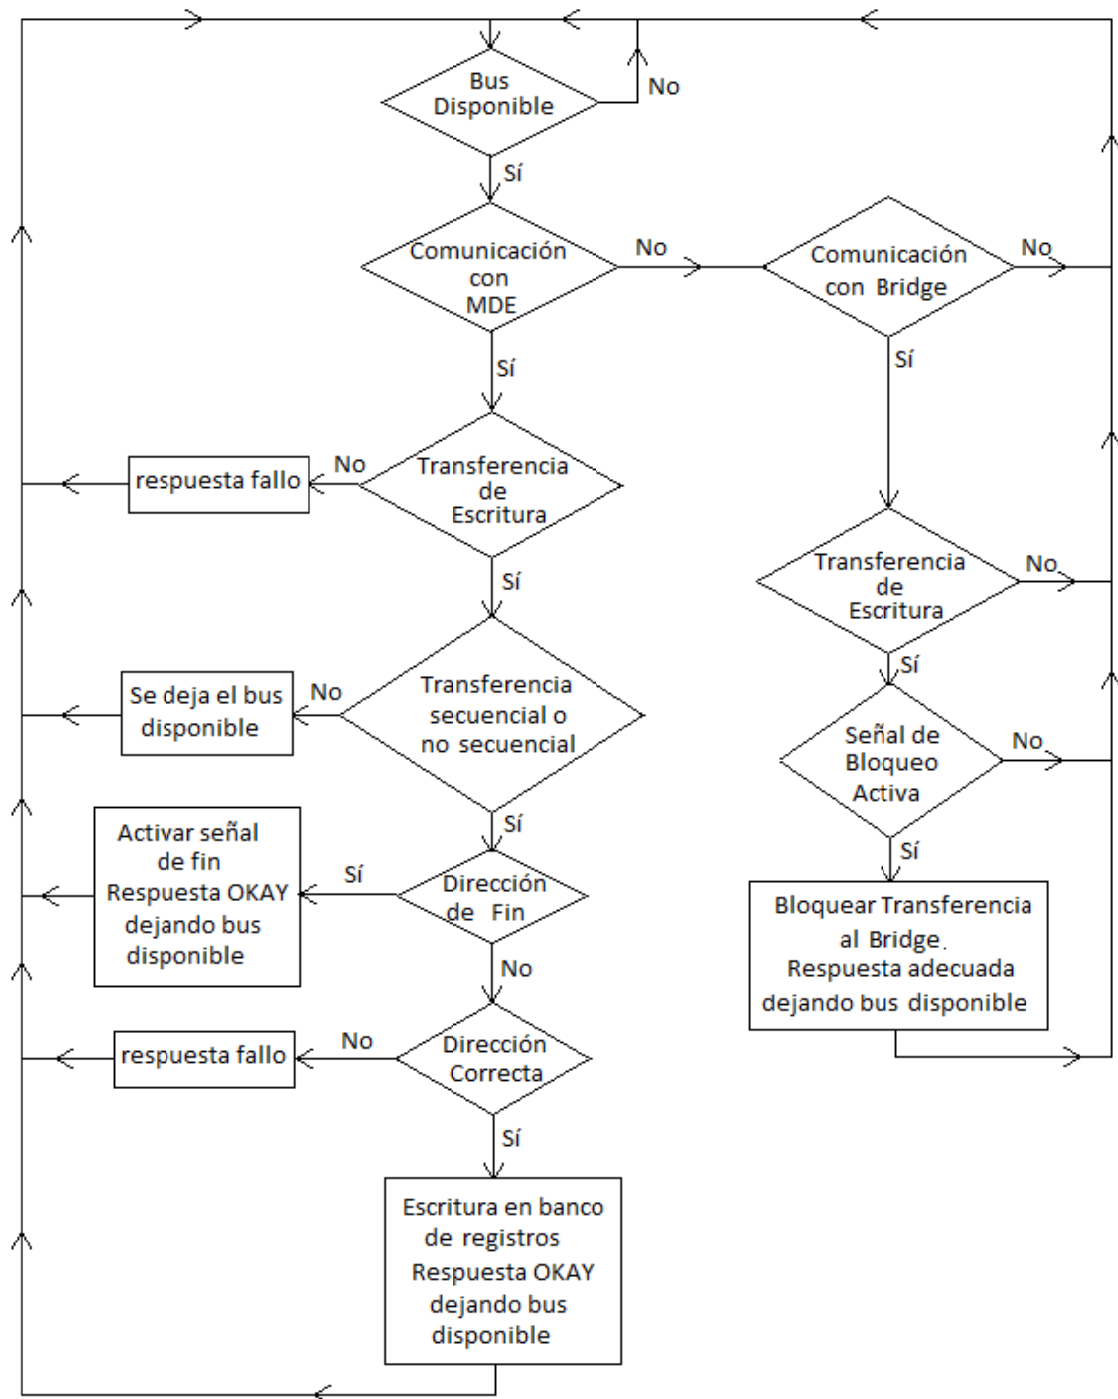 Bus
Disponible
No
Sí
Comunicación
con
MDE
No
Comunicación
con Bridge
No
Sí
Sí
Transferencia
de
Escritura
No
respuesta fallo
Sí
Transferencia
de
Escritura
No
Sí
Transferencia
secuencial o
no secuencial
No
Se deja el bus
disponible
Sí
Señal de
Bloqueo
Activa
No
Sí
Bloquear Transferencia
al Bridge.
Respuesta adecuada
dejando bus disponible
Dirección
de Fin
Sí
Activar señal
de fin
Respuesta OKAY
dejando bus
disponible
No
Dirección
Correcta
No
respuesta fallo
Sí
Escritura en banco
de registros
Respuesta OKAY
dejando bus
disponible